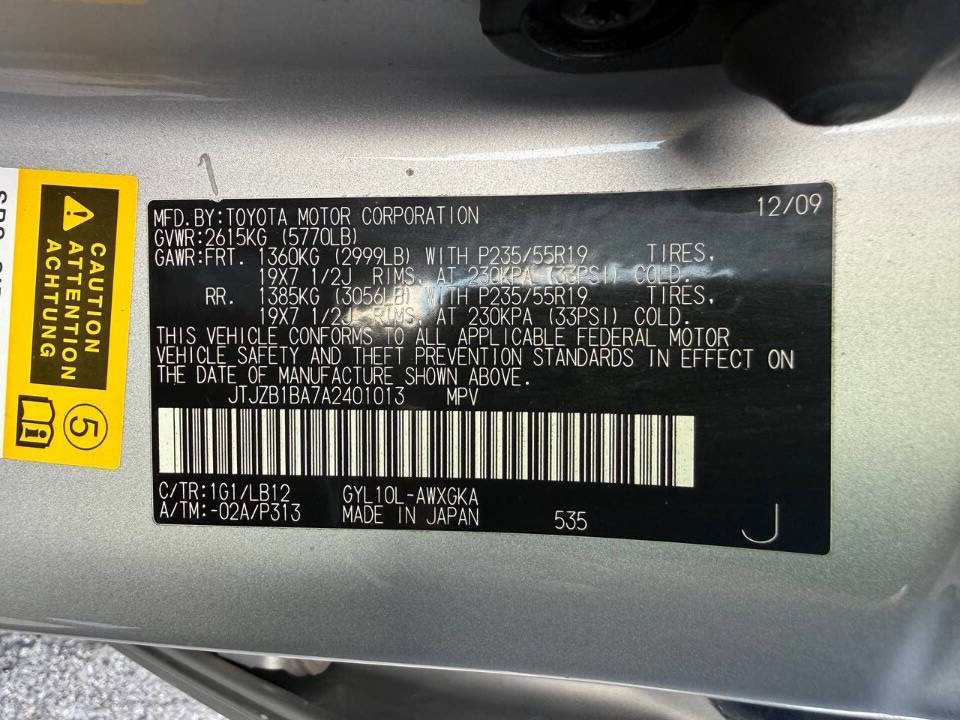 12/09
MFD.BY:TOYOTA MOTOR CORPORATION
GVWR:2615KG (5770LB)
GAWR:FRT. 1360KG (2999LB) WITH P235/55R19 TIRES,
19X7 1/2J RIMS, AT 230KPA (33PSI) COLD.
RR. 1385KG (3056LB) WITH P235/55R19 TIRES,
19X7 1/2J RIMS, AT 230KPA (33PSI) COLD.
THIS VEHICLE CONFORMS TO ALL APPLICABLE FEDERAL MOTOR
VEHICLE SAFETY AND THEFT PREVENTION STANDARDS IN EFFECT ON
THE DATE OF MANUFACTURE SHOWN ABOVE.
JTJZB1BA7A2401013 MPV
C/TR:1G1/LB12 GYL10L-AWXGKA
A/TM:-02A/P313 MADE IN JAPAN 535
J
CAUTION
ATTENTION
ACHTUNG
5